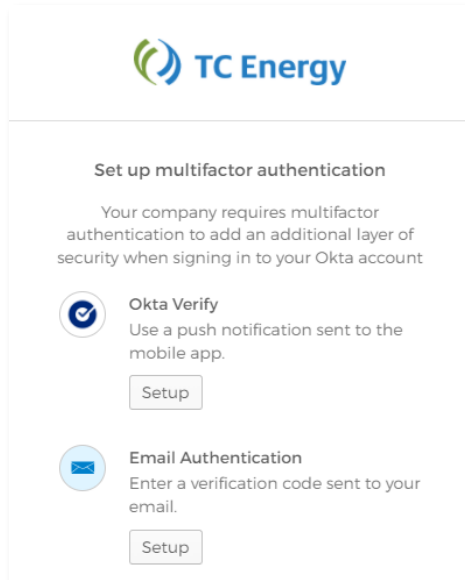 TC Energy
Set up multifactor authentication
Your company requires multifactor
authentication to add an additional layer of
security when signing in to your Okta account
Okta Verify
Use a push notification sent to the
mobile app.
Setup
Email Authentication
Enter a verification code sent to your
email.
Setup